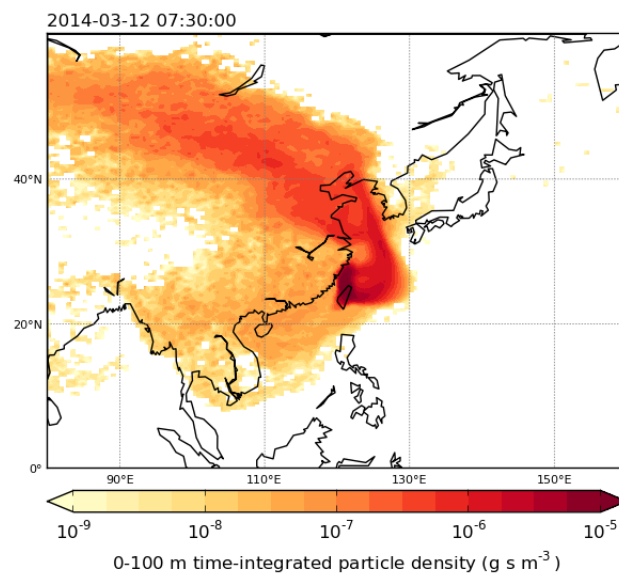 2014-03-12 07:30:00
40°N
20°N
0°
90°E 110°E 130°E 150°E
10⁻⁹ 10⁻⁸ 10⁻⁷ 10⁻⁶ 10⁻⁵
0-100 m time-integrated particle density (g s m⁻³)